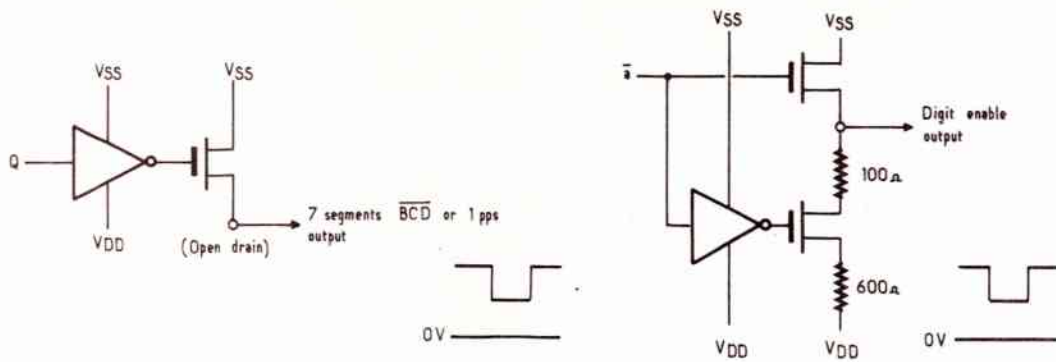 VSS
VSS
Q
VDD
(Open drain)
7 segments BCD or 1 pps
output
0V
VSS
VSS
a
Digit enable
output
100Ω
600Ω
VDD
VDD
0V